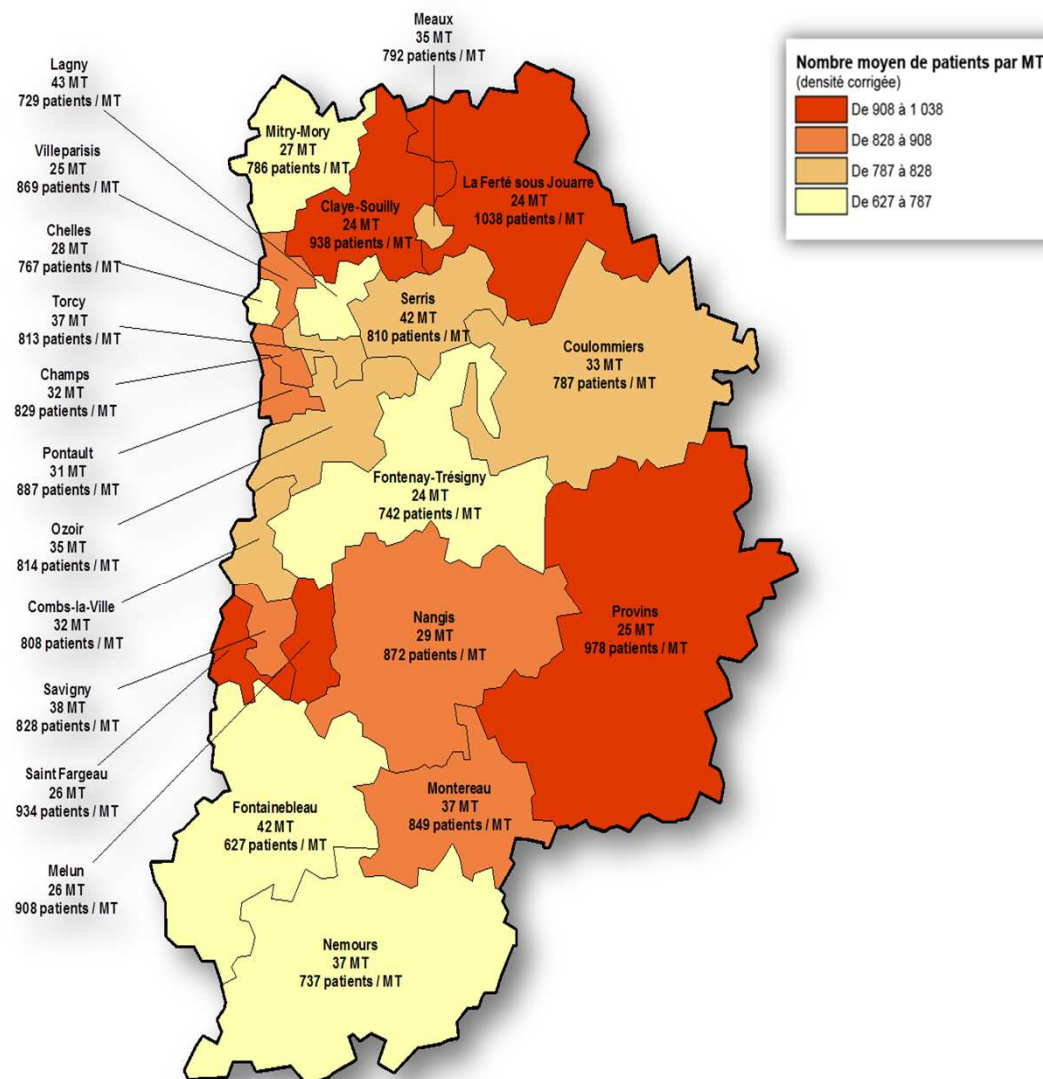 Meaux
35 MT
792 patients / MT
Lagny
43 MT
729 patients / MT
Villeparisis
25 MT
869 patients / MT
Chelles
28 MT
767 patients / MT
Torcy
37 MT
813 patients / MT
Champs
32 MT
829 patients / MT
Pontault
31 MT
887 patients / MT
Ozoir
35 MT
814 patients / MT
Combs-la-Ville
32 MT
808 patients / MT
Savigny
38 MT
828 patients / MT
Saint Fargeau
26 MT
934 patients / MT
Melun
26 MT
908 patients / MT
Mitry-Mory
27 MT
786 patients / MT
Claye-Souilly
24 MT
938 patients / MT
La Ferté sous Jouarre
24 MT
1038 patients / MT
Serris
42 MT
810 patients / MT
Coulommiers
33 MT
787 patients / MT
Fontenay-Trésigny
24 MT
742 patients / MT
Nangis
29 MT
872 patients / MT
Provins
25 MT
978 patients / MT
Montereau
37 MT
849 patients / MT
Fontainebleau
42 MT
627 patients / MT
Nemours
37 MT
737 patients / MT
Nombre moyen de patients par MT
(densité corrigée)
De 908 à 1 038
De 828 à 908
De 787 à 828
De 627 à 787